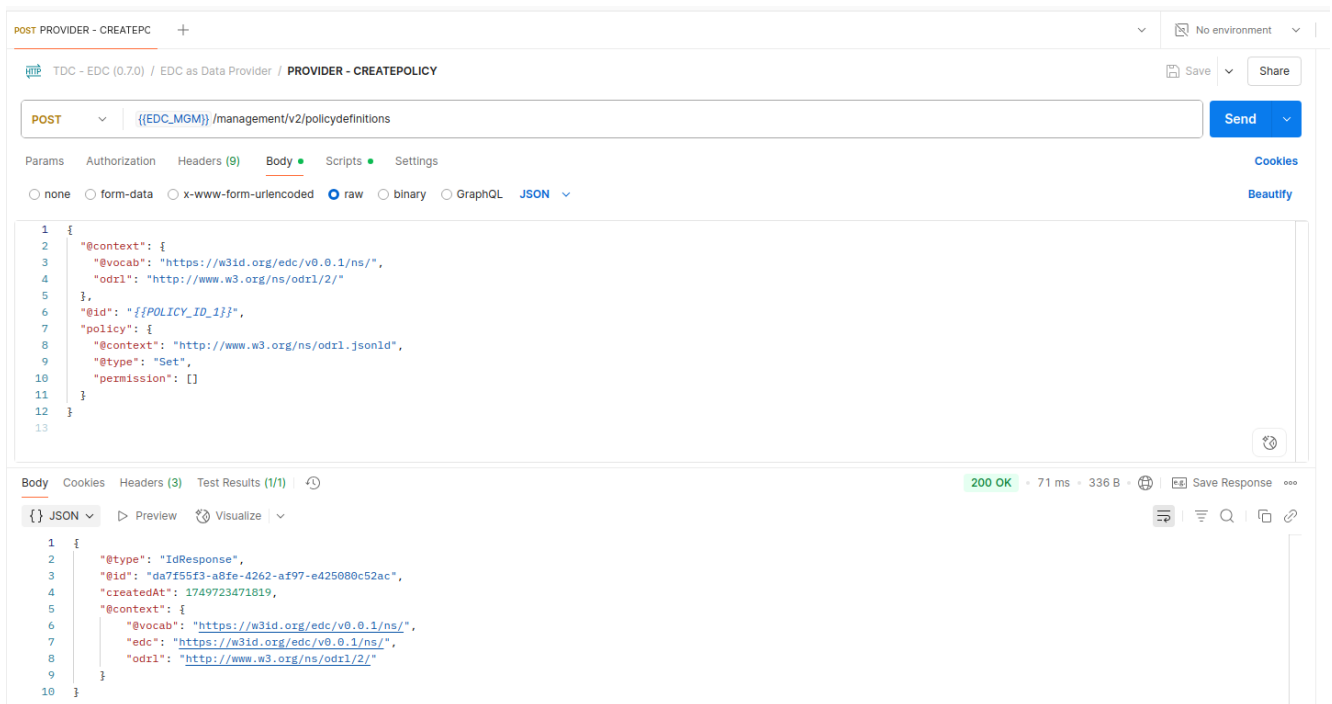 POST PROVIDER - CREATEPC
No environment
HTTP TDC - EDC (0.7.0) / EDC as Data Provider / PROVIDER - CREATEPOLICY Save Share
POST {{EDC_MGM}} /management/v2/policydefinitions Send
Params Authorization Headers (9) Body Scripts Settings Cookies
none form-data x-www-form-urlencoded raw binary GraphQL JSON Beautify
1 {
2 "@context": {
3 "@vocab": "https://w3id.org/edc/v0.0.1/ns/",
4 "odrl": "http://www.w3.org/ns/odrl/2/"
5 },
6 "@id": "{{POLICY_ID_1}}",
7 "policy": {
8 "@context": "http://www.w3.org/ns/odrl.jsonld",
9 "@type": "Set",
10 "permission": []
11 }
12 }
13
Body Cookies Headers (3) Test Results (1/1) 200 OK • 71 ms • 336 B • e.g. Save Response
{} JSON Preview Visualize
1 {
2 "@type": "IdResponse",
3 "@id": "da7f55f3-a8fe-4262-af97-e425080c52ac",
4 "createdAt": 1749723471819,
5 "@context": {
6 "@vocab": "https://w3id.org/edc/v0.0.1/ns/",
7 "edc": "https://w3id.org/edc/v0.0.1/ns/",
8 "odrl": "http://www.w3.org/ns/odrl/2/"
9 }
10 }